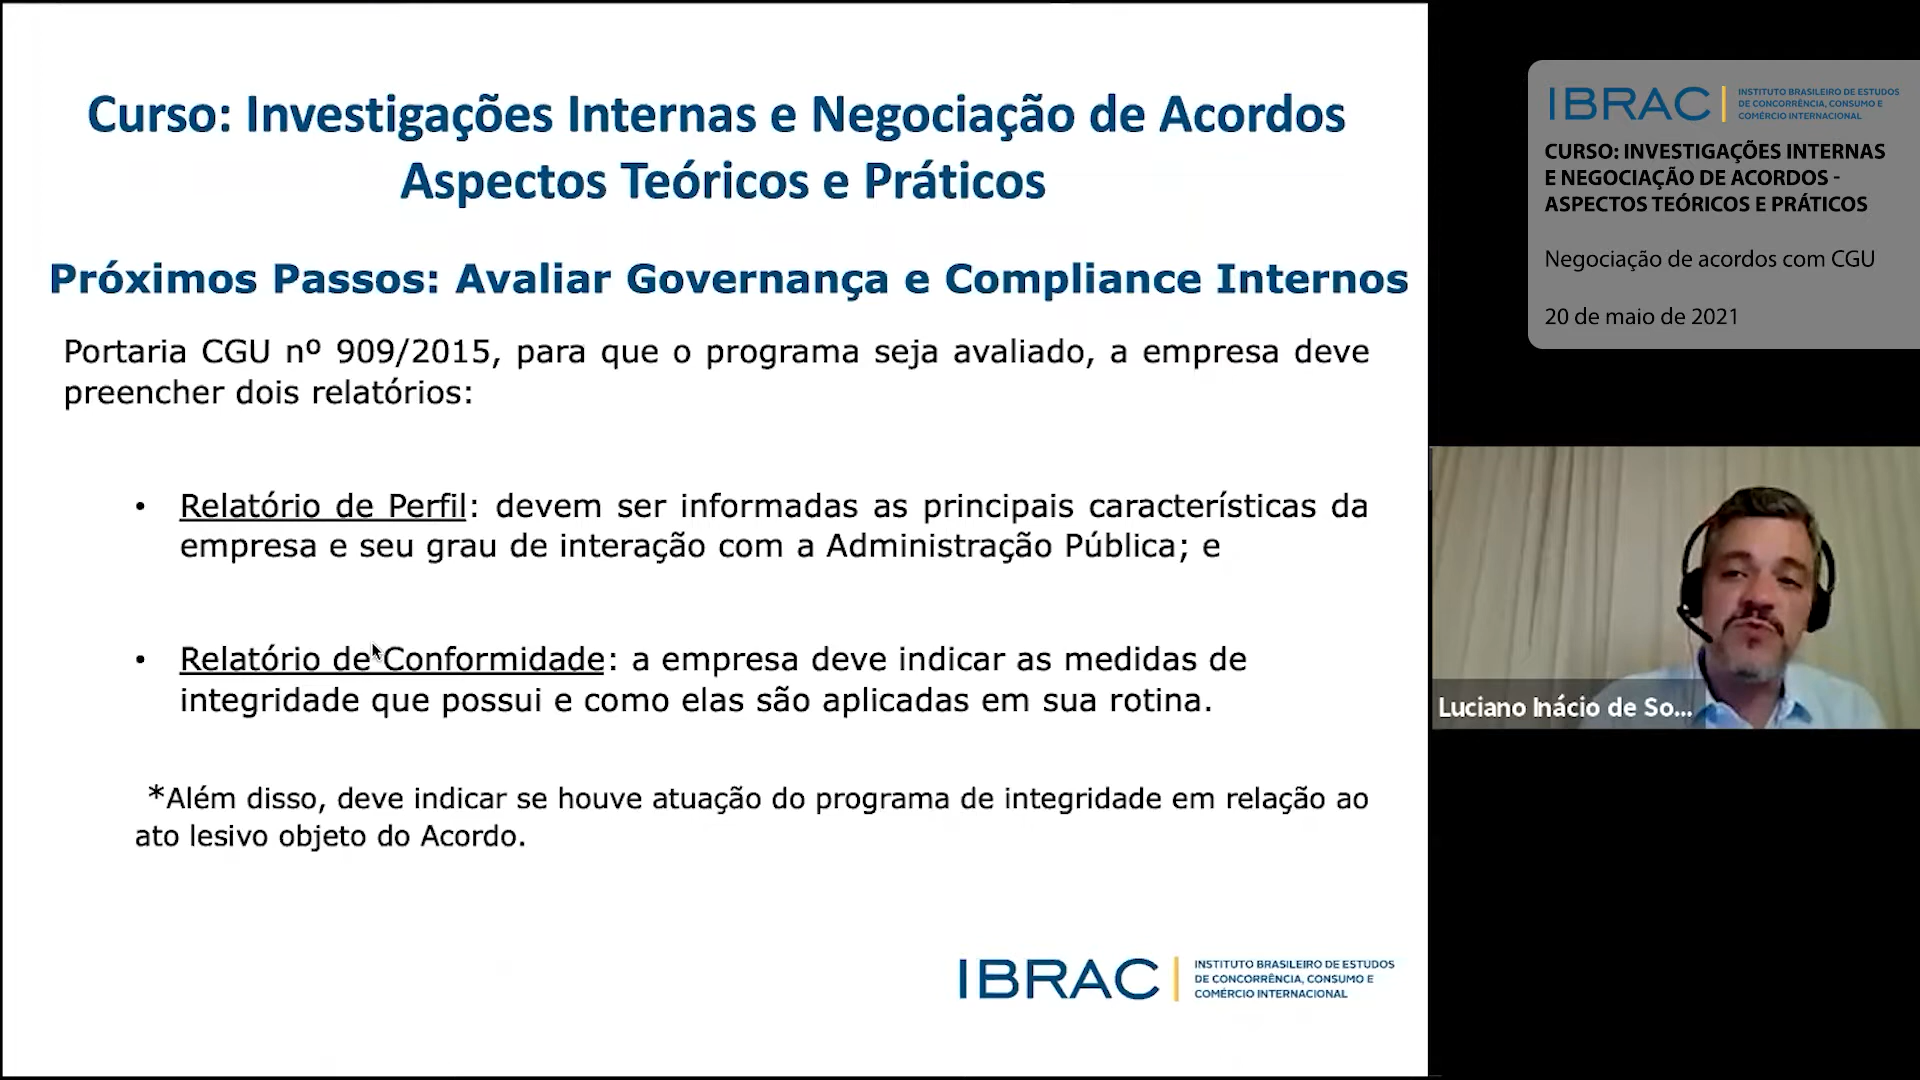 Curso: Investigações Internas e Negociação de Acordos
Aspectos Teóricos e Práticos
Próximos Passos: Avaliar Governança e Compliance Internos
Portaria CGU nº 909/2015, para que o programa seja avaliado, a empresa deve
preencher dois relatórios:
• Relatório de Perfil: devem ser informadas as principais características da
empresa e seu grau de interação com a Administração Pública; e
• Relatório de Conformidade: a empresa deve indicar as medidas de
integridade que possui e como elas são aplicadas em sua rotina.
*Além disso, deve indicar se houve atuação do programa de integridade em relação ao
ato lesivo objeto do Acordo.
IBRAC
INSTITUTO BRASILEIRO DE ESTUDOS
DE CONCORRÊNCIA, CONSUMO E
COMÉRCIO INTERNACIONAL
IBRAC
INSTITUTO BRASILEIRO DE ESTUDOS
DE CONCORRÊNCIA, CONSUMO E
COMÉRCIO INTERNACIONAL
CURSO: INVESTIGAÇÕES INTERNAS
E NEGOCIAÇÃO DE ACORDOS -
ASPECTOS TEÓRICOS E PRÁTICOS
Negociação de acordos com CGU
20 de maio de 2021
Luciano Inácio de So...